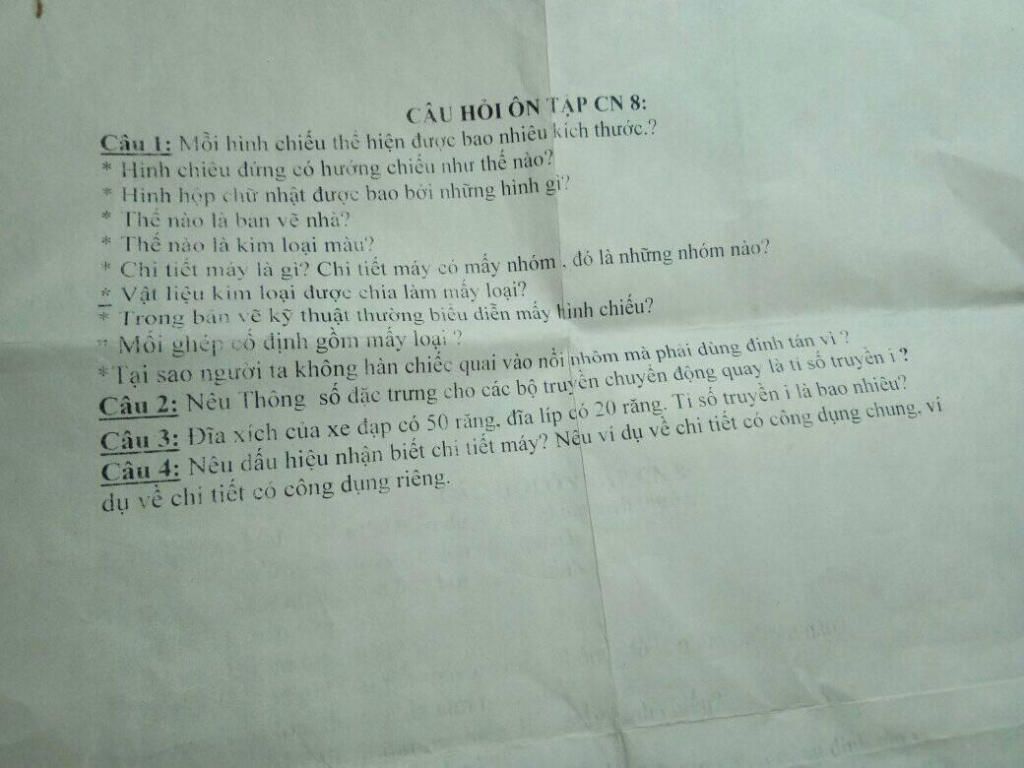 CÂU HỎI ÔN TẬP CN 8:
Câu 1: Mỗi hình chiếu thể hiện được bao nhiêu kích thước.?
* Hình chiếu đứng có hướng chiếu như thế nào?
* Hình hộp chữ nhật được bao bởi những hình gì?
* Thế nào là bản vẽ nhà?
* Thế nào là kim loại màu?
* Chi tiết máy là gì? Chi tiết máy có mấy nhóm , đó là những nhóm nào?
* Vật liệu kim loại được chia làm mấy loại?
* Trong bản vẽ kỹ thuật thường biểu diễn mấy hình chiếu?
* Mối ghép cố định gồm mấy loại ?
*Tại sao người ta không hàn chiếc quai vào nồi nhôm mà phải dùng đinh tán vì ?
Câu 2: Nêu Thông số đặc trưng cho các bộ truyền chuyển động quay là tỉ số truyền i ?
Câu 3: Đĩa xích của xe đạp có 50 răng, đĩa líp có 20 răng. Tỉ số truyền i là bao nhiêu?
Câu 4: Nêu dấu hiệu nhận biết chi tiết máy? Nêu ví dụ về chi tiết có công dụng chung, ví
dụ về chi tiết có công dụng riêng.